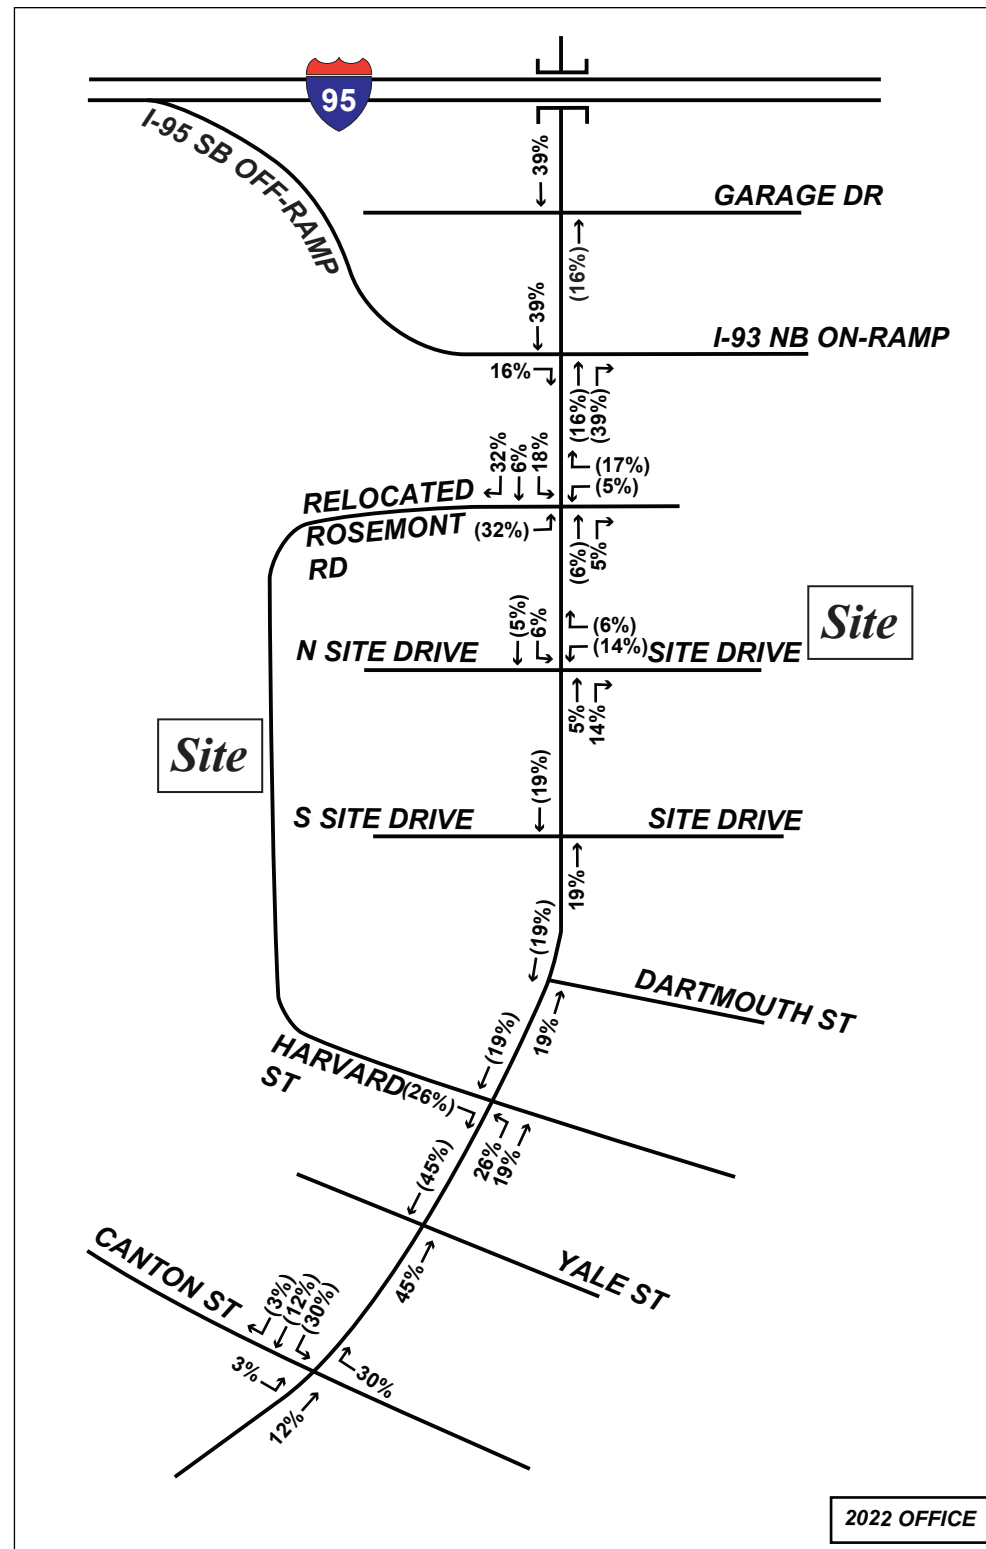 95
I-95 SB OFF-RAMP
39%
GARAGE DR
(16%)
39%
I-93 NB ON-RAMP
16%
(16%)
(39%)
32%
6%
18%
(17%)
(5%)
RELOCATED
ROSEMONT
RD
(32%)
(6%)
5%
Site
(5%)
6%
(6%)
(14%)
N SITE DRIVE
SITE DRIVE
5%
14%
Site
(19%)
S SITE DRIVE
SITE DRIVE
19%
(19%)
DARTMOUTH ST
19%
(19%)
HARVARD
ST
(26%)
26%
19%
(45%)
YALE ST
45%
CANTON ST
(3%)
(12%)
(30%)
3%
30%
12%
2022 OFFICE